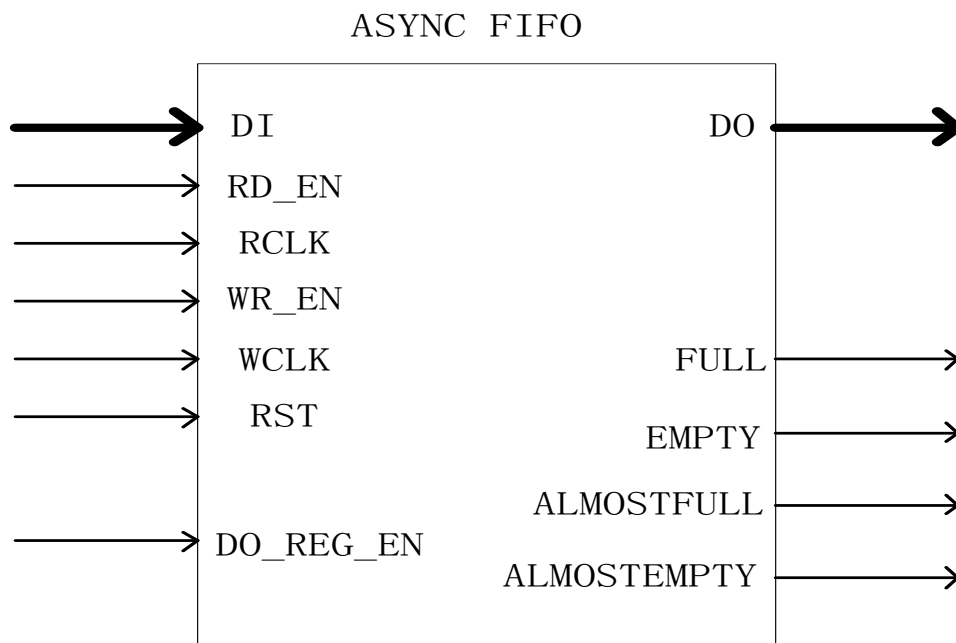 ASYNC FIFO
DI DO
RD_EN
RCLK
WR_EN
WCLK FULL
RST
EMPTY
ALMOSTFULL
DO_REG_EN
ALMOSTEMPTY